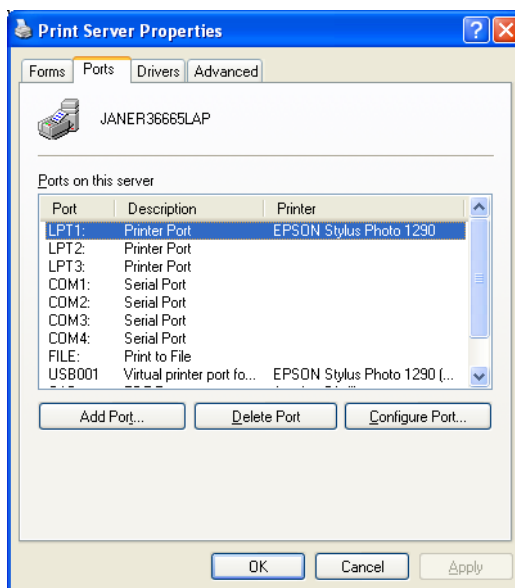 Print Server Properties
Forms Ports Drivers Advanced
JANER36665LAP
Ports on this server
Port Description Printer
LPT1: Printer Port EPSON Stylus Photo 1290
LPT2: Printer Port
LPT3: Printer Port
COM1: Serial Port
COM2: Serial Port
COM3: Serial Port
COM4: Serial Port
FILE: Print to File
USB001 Virtual printer port fo... EPSON Stylus Photo 1290 (...
Add Port... Delete Port Configure Port...
OK Cancel Apply